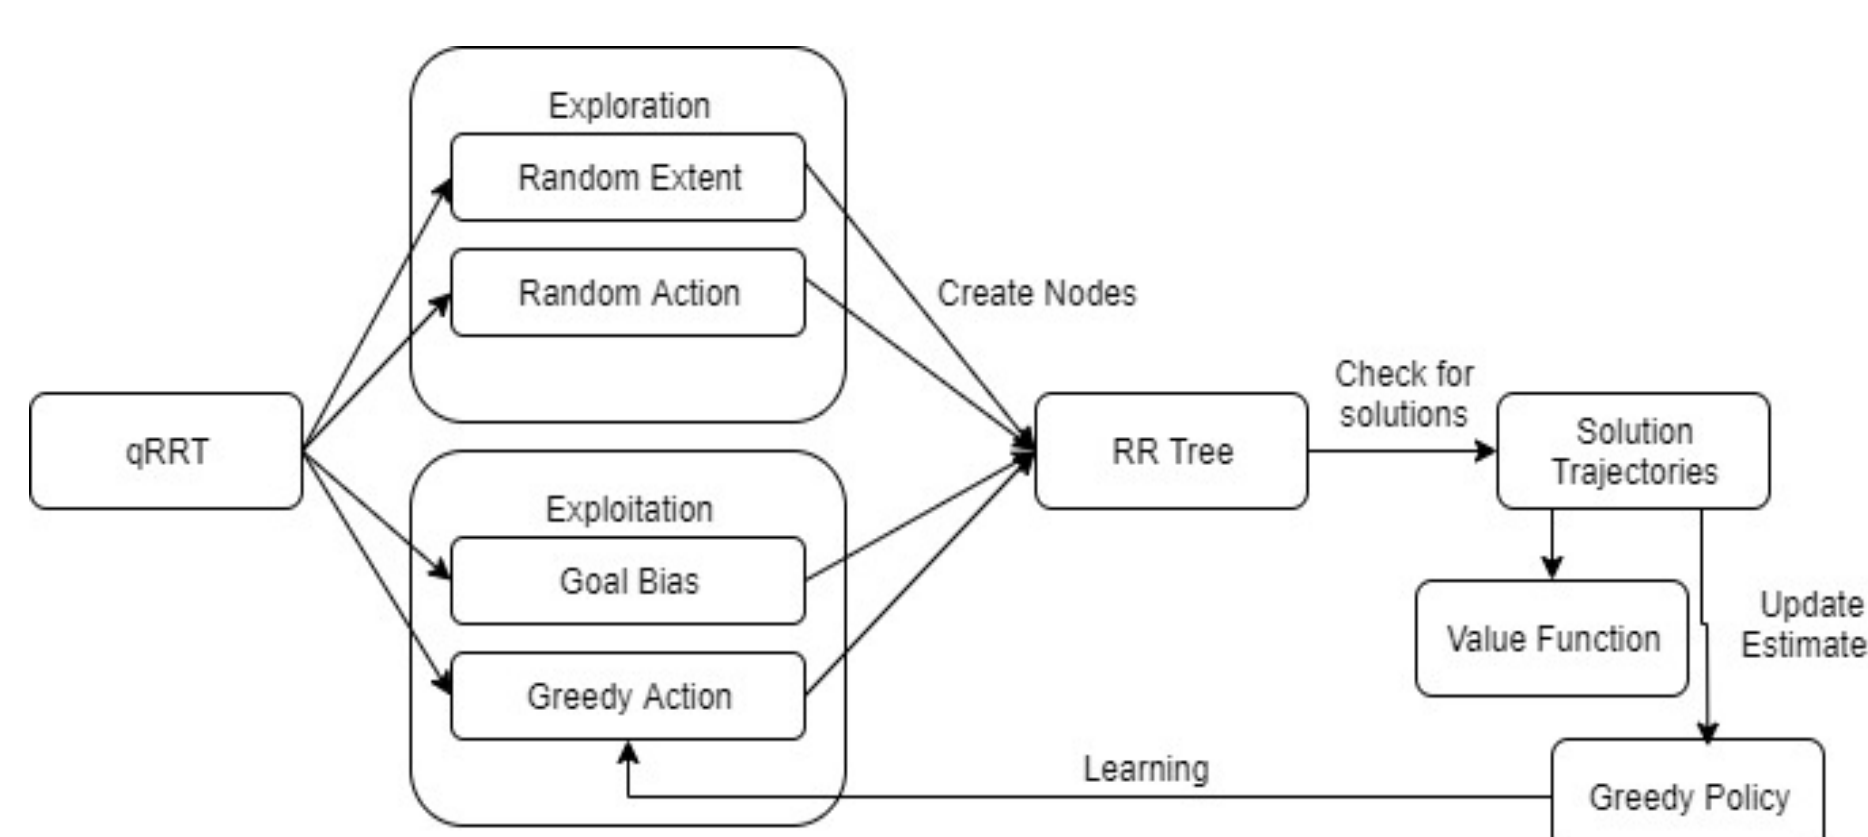 Exploration
Random Extent
Random Action
Create Nodes
Check for
solutions
qRRT
RR Tree
Solution
Trajectories
Exploitation
Goal Bias
Value Function
Update
Estimate
Greedy Action
Learning
Greedy Policy